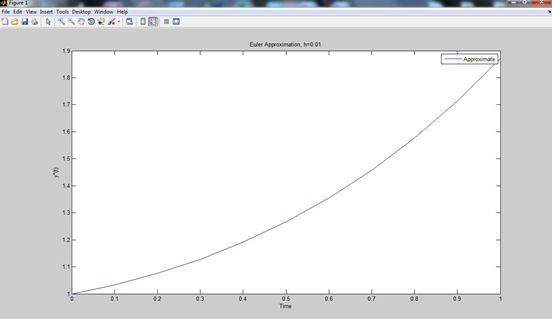 Figure 1
File Edit View Insert Tools Desktop Window Help
Euler Approximation, h=0.01
Approximate
1.9
1.8
1.7
1.6
1.5
1.4
1.3
1.2
1.1
1
y*(t)
0 0.1 0.2 0.3 0.4 0.5 0.6 0.7 0.8 0.9 1
Time